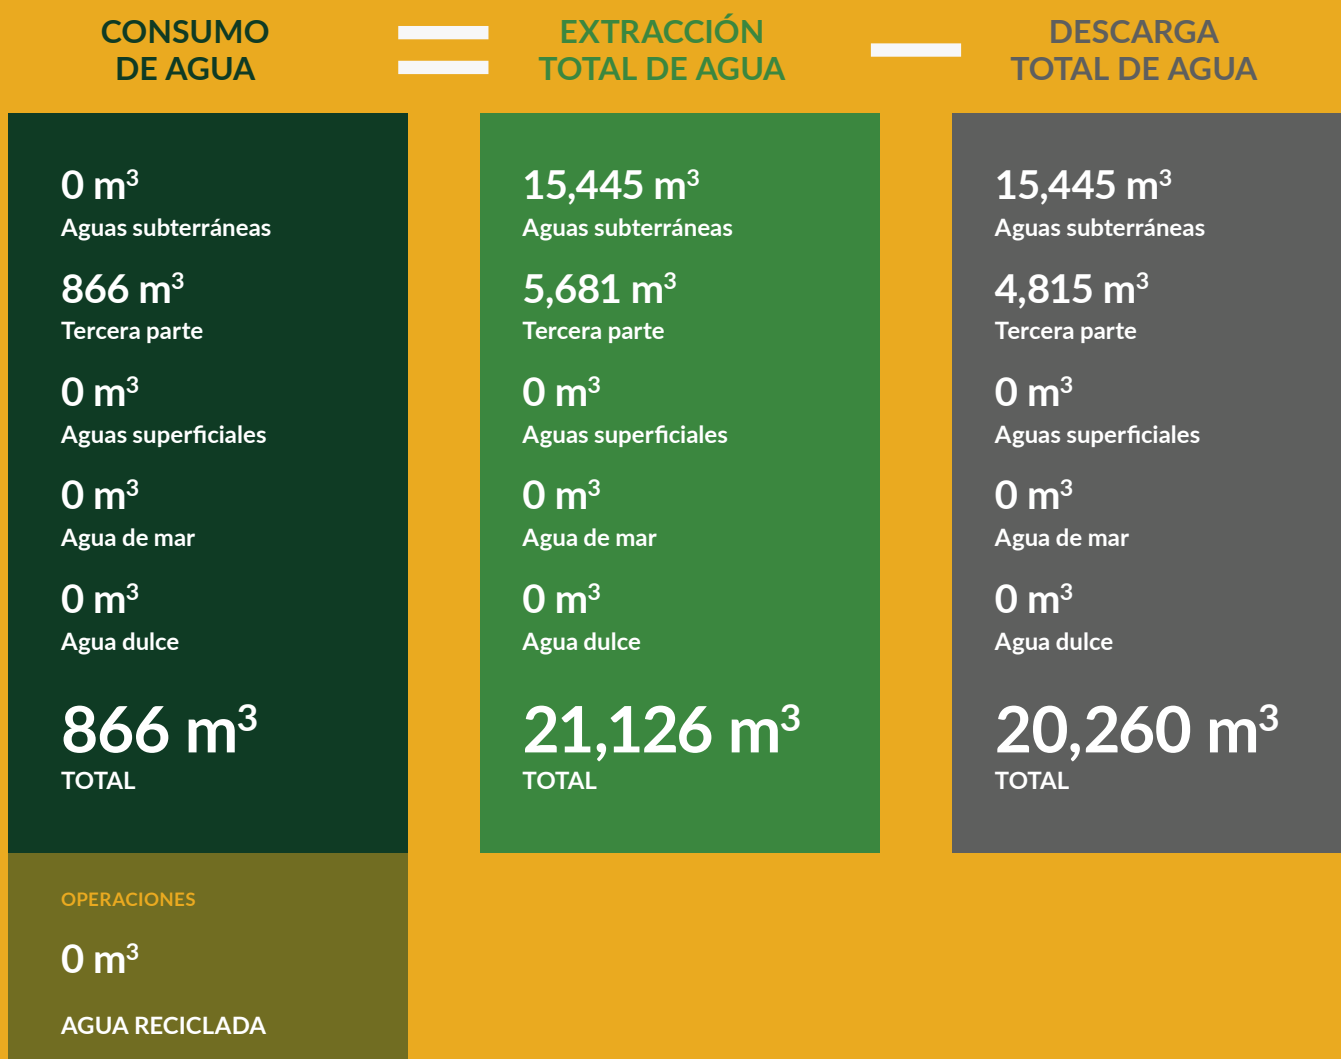 CONSUMO
DE AGUA
EXTRACCIÓN
TOTAL DE AGUA
DESCARGA
TOTAL DE AGUA
0 m³
Aguas subterráneas
866 m³
Tercera parte
0 m³
Aguas superficiales
0 m³
Agua de mar
0 m³
Agua dulce
866 m³
TOTAL
OPERACIONES
0 m³
AGUA RECICLADA
15,445 m³
Aguas subterráneas
5,681 m³
Tercera parte
0 m³
Aguas superficiales
0 m³
Agua de mar
0 m³
Agua dulce
21,126 m³
TOTAL
15,445 m³
Aguas subterráneas
4,815 m³
Tercera parte
0 m³
Aguas superficiales
0 m³
Agua de mar
0 m³
Agua dulce
20,260 m³
TOTAL